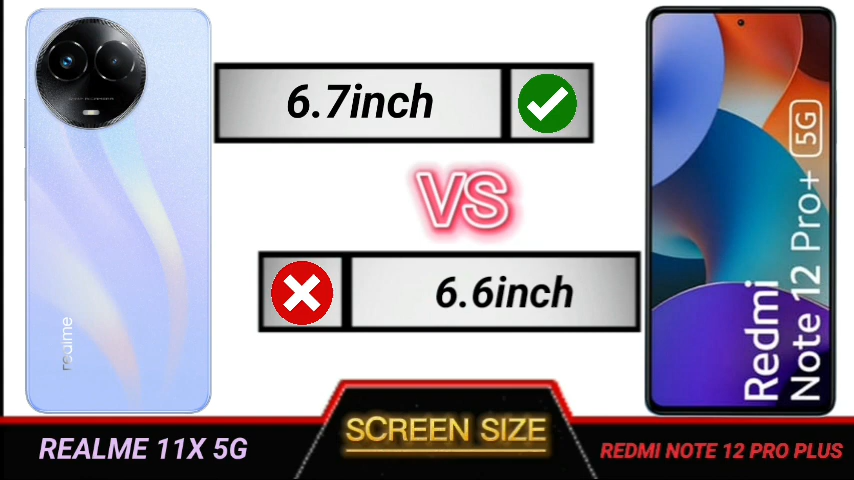 6.7inch
VS
6.6inch
realme
Redmi
Note 12 Pro+ 5G
SCREEN SIZE
REALME 11X 5G
REDMI NOTE 12 PRO PLUS